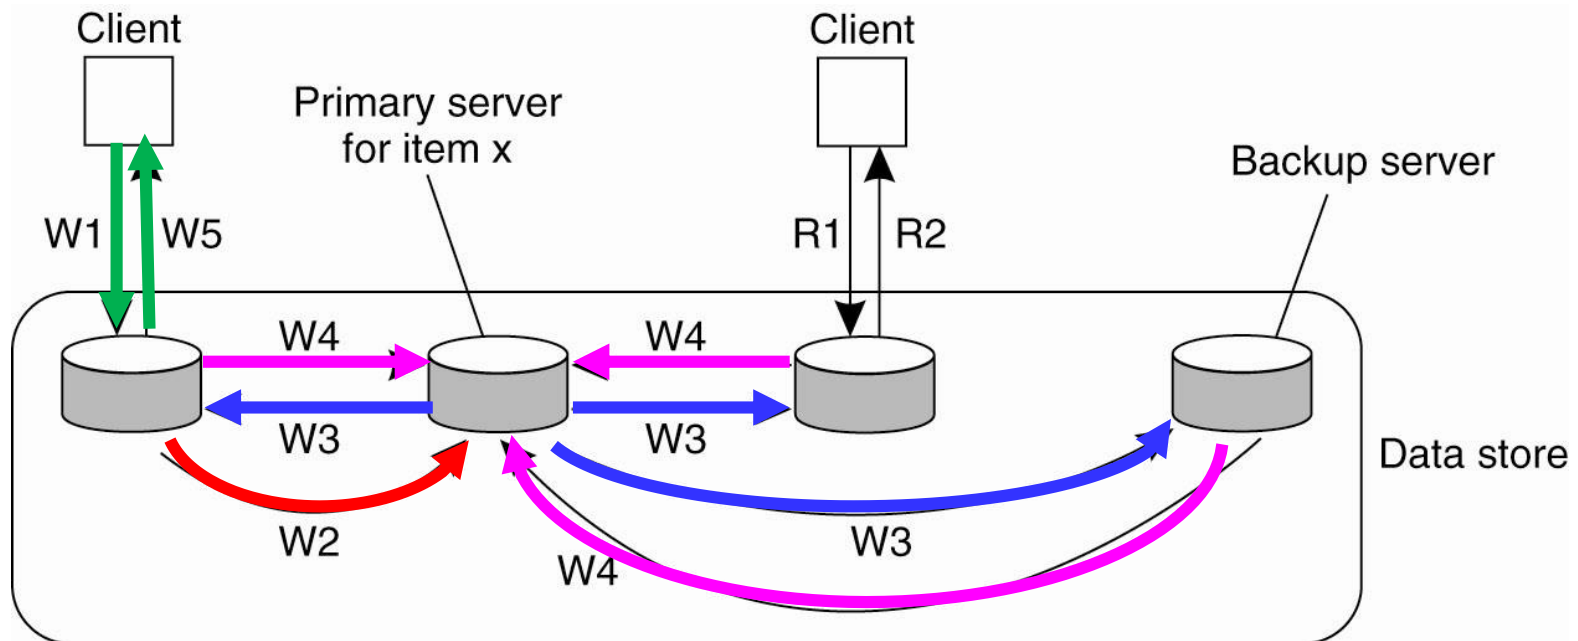 Client
Client
Primary server
for item x
Backup server
W1
W5
R1
R2
W4
W4
W3
W3
Data store
W2
W3
W4